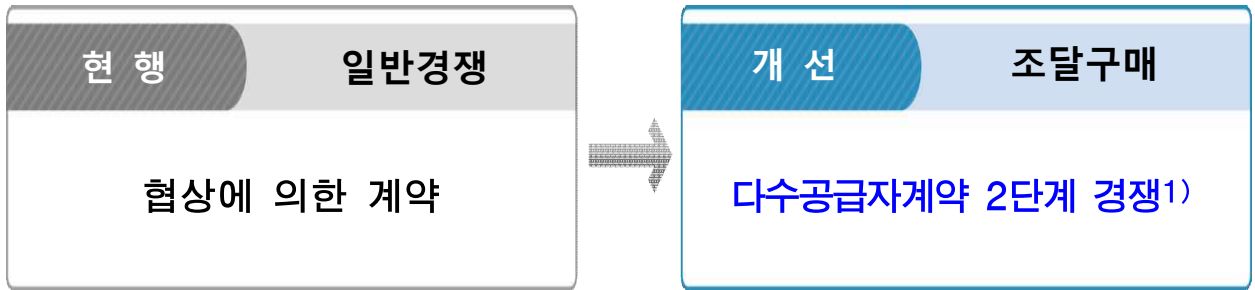 현 행 일반경쟁
협상에 의한 계약
개 선 조달구매
다수공급자계약 2단계 경쟁1)